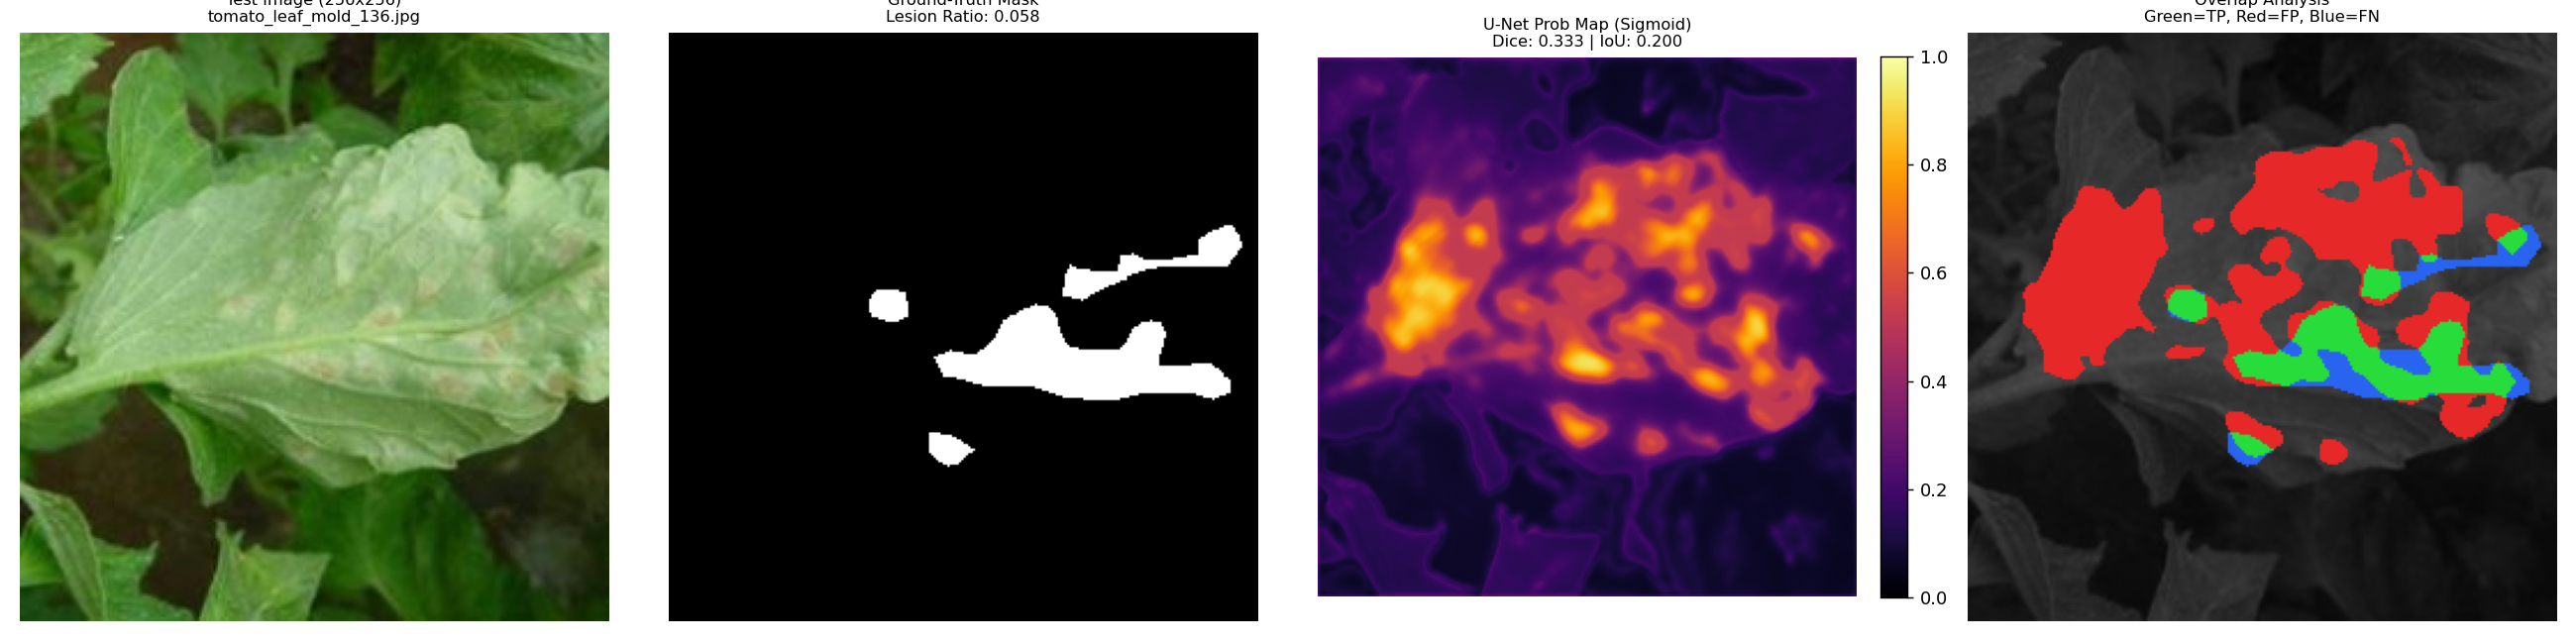 Test Image (256x256)
tomato_leaf_mold_136.jpg
Ground-Truth Mask
Lesion Ratio: 0.058
U-Net Prob Map (Sigmoid)
Dice: 0.333 | IoU: 0.200
1.0
0.8
0.6
0.4
0.2
0.0
Overlap Analysis
Green=TP, Red=FP, Blue=FN